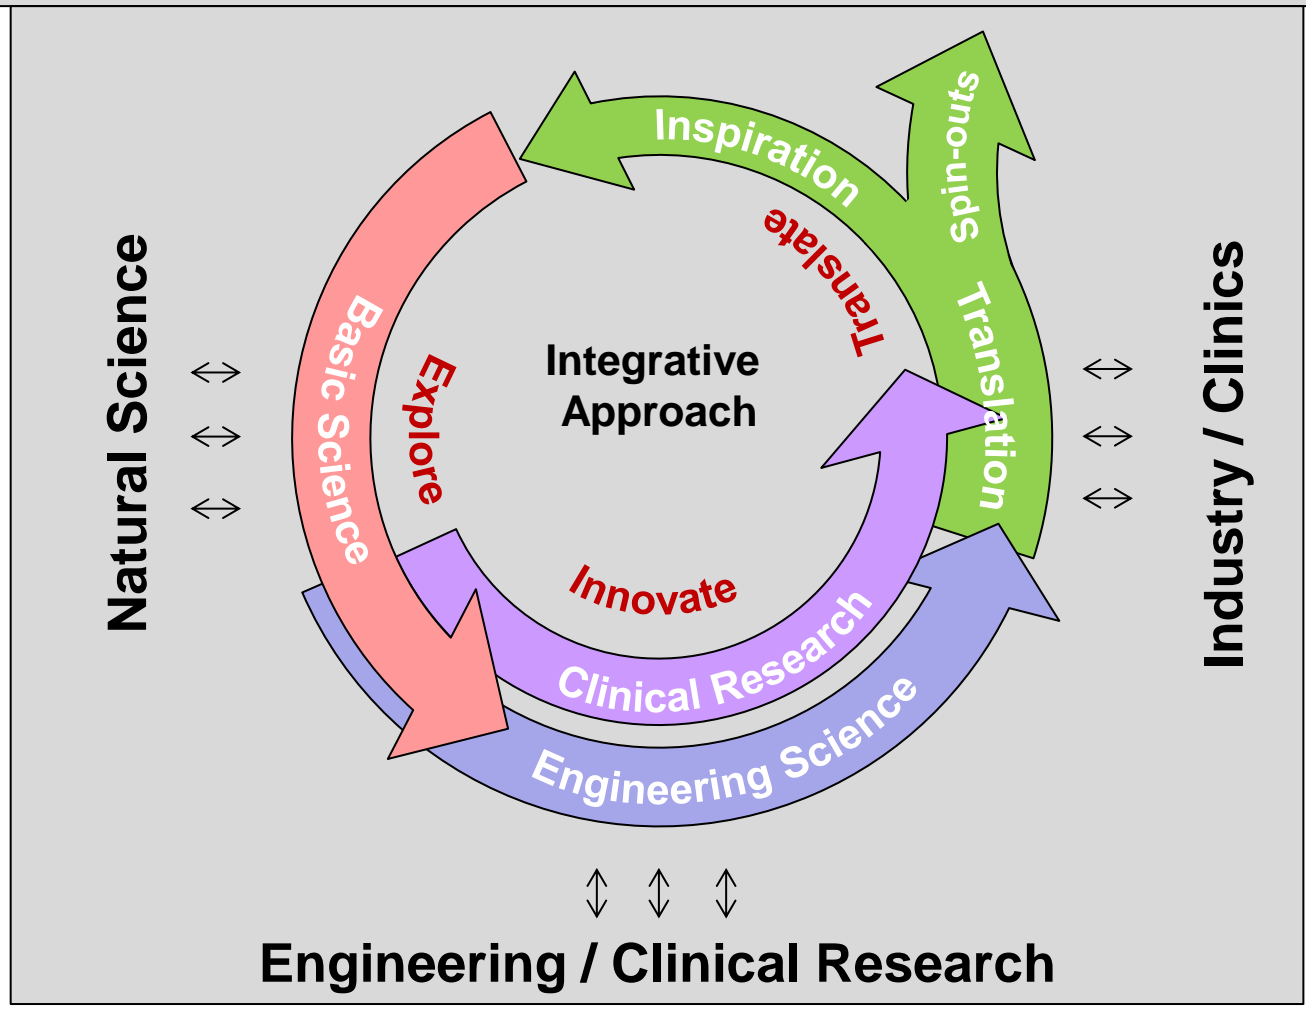 Inspiration
Spin-outs
Translate
Translation
Integrative
Approach
Natural Science
Basic Science
Explore
Industry / Clinics
Innovate
Clinical Research
Engineering Science
Engineering / Clinical Research